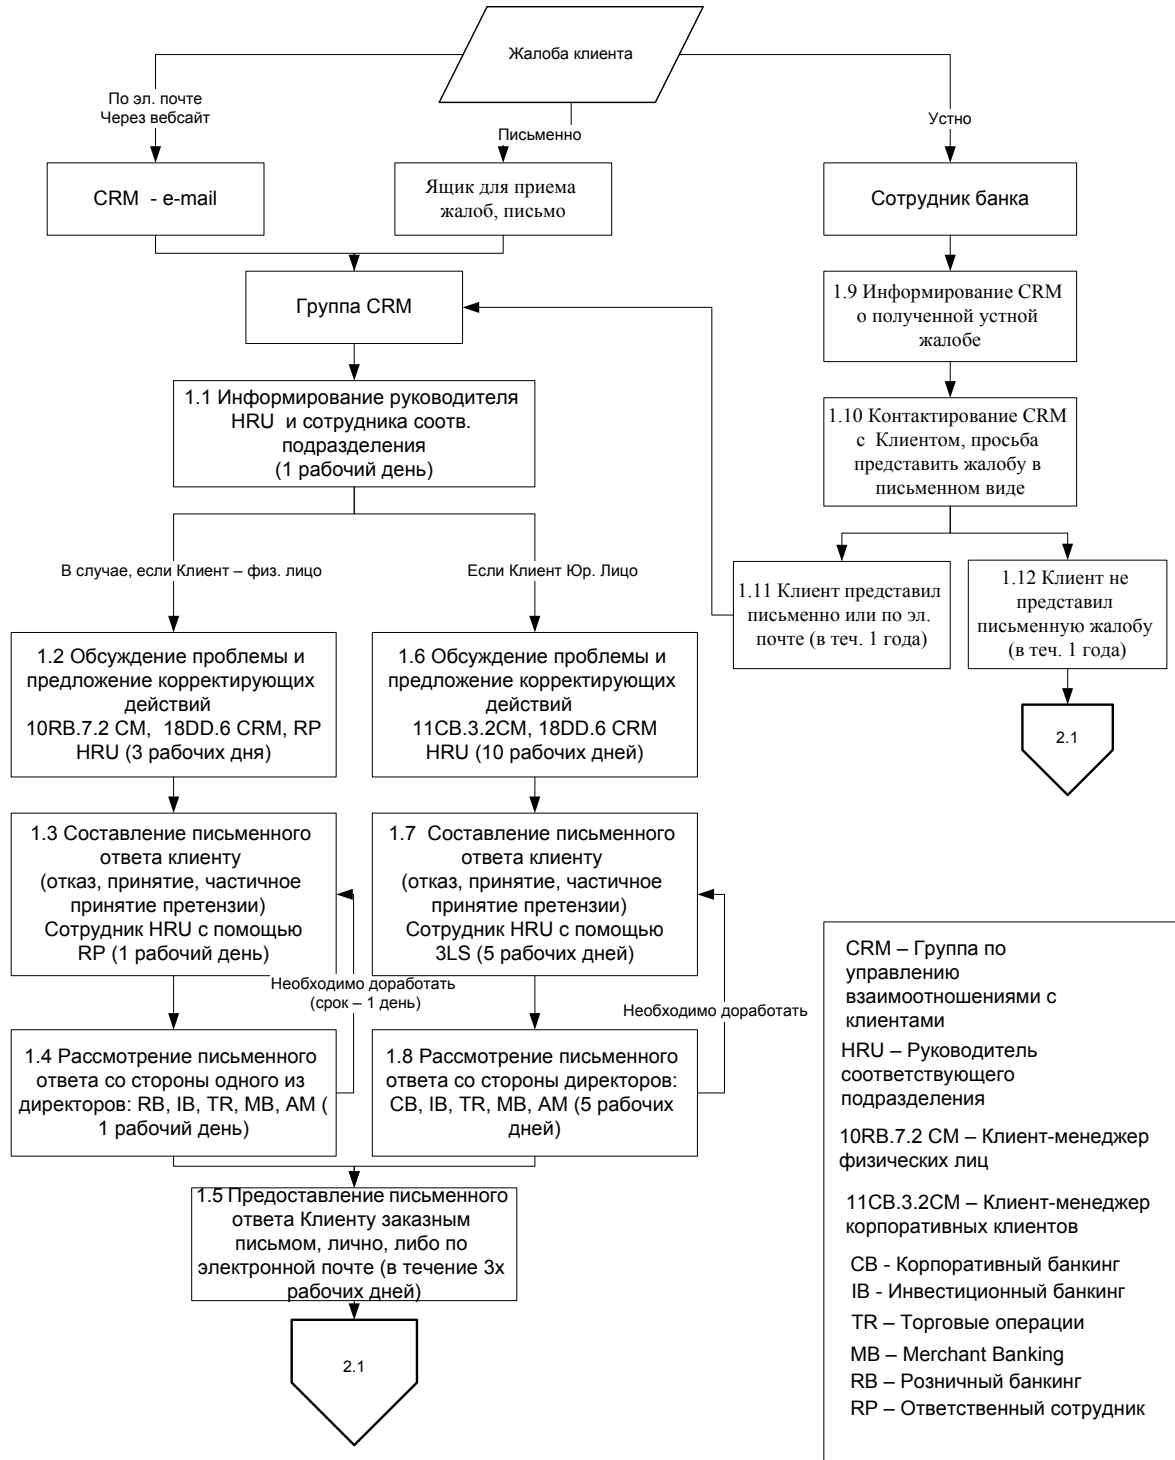 Жалоба клиента
По эл. почте
Через вебсайт
Письменно
Устно
CRM - e-mail
Ящик для приема
жалоб, письмо
Сотрудник банка
Группа CRM
1.9 Информирование CRM
о полученной устной
жалобе
1.1 Информирование руководителя
HRU и сотрудника соотв.
подразделения
(1 рабочий день)
1.10 Контактирование CRM
с Клиентом, просьба
представить жалобу в
письменном виде
В случае, если Клиент – физ. лицо
Если Клиент Юр. Лицо
1.11 Клиент представил
письменно или по эл.
почте (в теч. 1 года)
1.12 Клиент не
представил
письменную жалобу
(в теч. 1 года)
1.2 Обсуждение проблемы и
предложение корректирующих
действий
10RB.7.2 CM, 18DD.6 CRM, RP
HRU (3 рабочих дня)
1.6 Обсуждение проблемы и
предложение корректирующих
действий
11CB.3.2CM, 18DD.6 CRM
HRU (10 рабочих дней)
2.1
1.3 Составление письменного
ответа клиенту
(отказ, принятие, частичное
принятие претензии)
Сотрудник HRU с помощью
RP (1 рабочий день)
1.7 Составление письменного
ответа клиенту
(отказ, принятие, частичное
принятие претензии)
Сотрудник HRU с помощью
3LS (5 рабочих дней)
Необходимо доработать
(срок – 1 день)
Необходимо доработать
1.4 Рассмотрение письменного
ответа со стороны одного из
директоров: RB, IB, TR, MB, AM (
1 рабочий день)
1.8 Рассмотрение письменного
ответа со стороны директоров:
CB, IB, TR, MB, AM (5 рабочих
дней)
1.5 Предоставление письменного
ответа Клиенту заказным
письмом, лично, либо по
электронной почте (в течение 3х
рабочих дней)
2.1
CRM – Группа по
управлению
взаимоотношениями с
клиентами
HRU – Руководитель
соответствующего
подразделения
10RB.7.2 CM – Клиент-менеджер
физических лиц
11CB.3.2CM – Клиент-менеджер
корпоративных клиентов
CB - Корпоративный банкинг
IB - Инвестиционный банкинг
TR – Торговые операции
MB – Merchant Banking
RB – Розничный банкинг
RP – Ответственный сотрудник